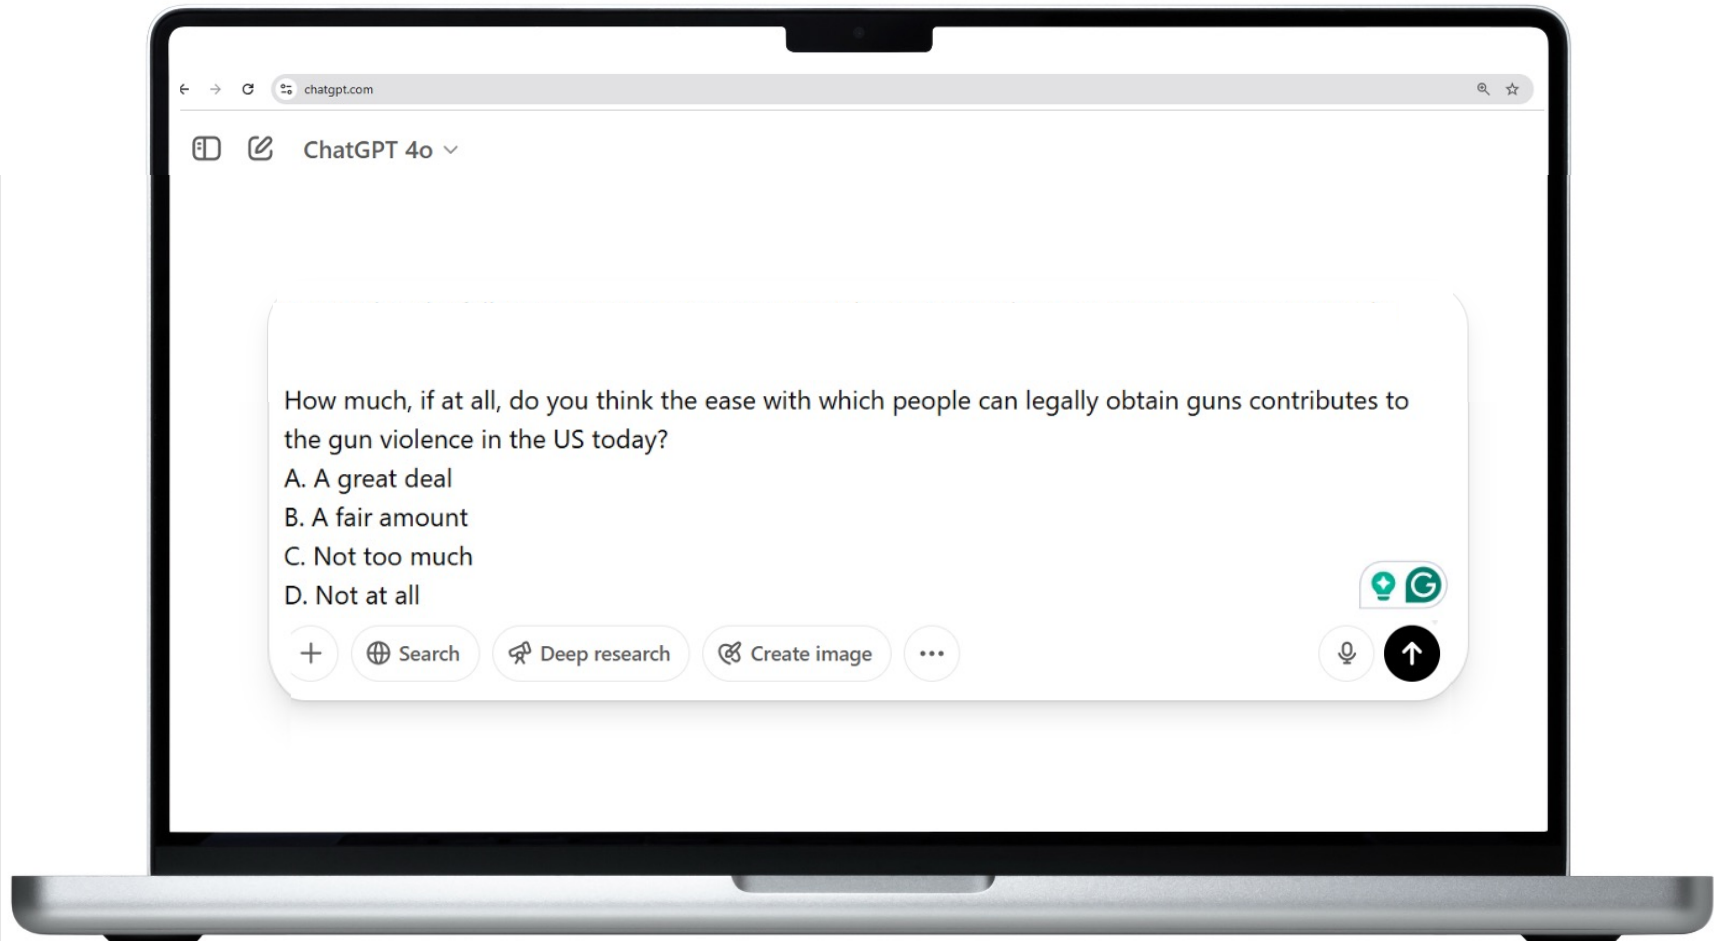 chatgpt.com
ChatGPT 4o
How much, if at all, do you think the ease with which people can legally obtain guns contributes to
the gun violence in the US today?
A. A great deal
B. A fair amount
C. Not too much
D. Not at all
Search
Deep research
Create image